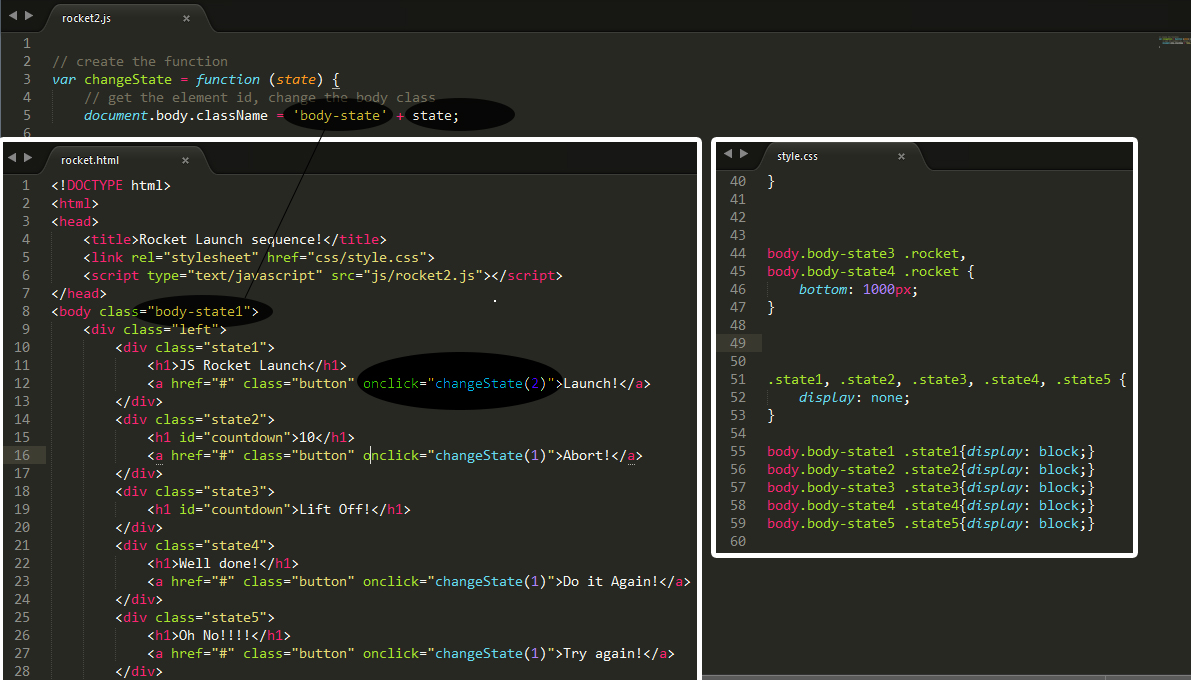 rocket2.js ×
1
2 // create the function
3 var changeState = function (state) {
4 // get the element id, change the body class
5 document.body.className = 'body-state' + state;
6
rocket.html ×
1 <!DOCTYPE html>
2 <html>
3 <head>
4 <title>Rocket Launch sequence!</title>
5 <link rel="stylesheet" href="css/style.css">
6 <script type="text/javascript" src="js/rocket2.js"></script>
7 </head>
8 <body class="body-state1">
9 <div class="left">
10 <div class="state1">
11 <h1>JS Rocket Launch</h1>
12 <a href="#" class="button" onclick="changeState(2)">Launch!</a>
13 </div>
14 <div class="state2">
15 <h1 id="countdown">10</h1>
16 <a href="#" class="button" onclick="changeState(1)">Abort!</a>
17 </div>
18 <div class="state3">
19 <h1 id="countdown">Lift Off!</h1>
20 </div>
21 <div class="state4">
22 <h1>Well done!</h1>
23 <a href="#" class="button" onclick="changeState(1)">Do it Again!</a>
24 </div>
25 <div class="state5">
26 <h1>Oh No!!!!</h1>
27 <a href="#" class="button" onclick="changeState(1)">Try again!</a>
28 </div>
style.css ×
40 }
41
42
43
44 body.body-state3 .rocket,
45 body.body-state4 .rocket {
46 bottom: 1000px;
47 }
48
49
50
51 .state1, .state2, .state3, .state4, .state5 {
52 display: none;
53 }
54
55 body.body-state1 .state1{display: block;}
56 body.body-state2 .state2{display: block;}
57 body.body-state3 .state3{display: block;}
58 body.body-state4 .state4{display: block;}
59 body.body-state5 .state5{display: block;}
60